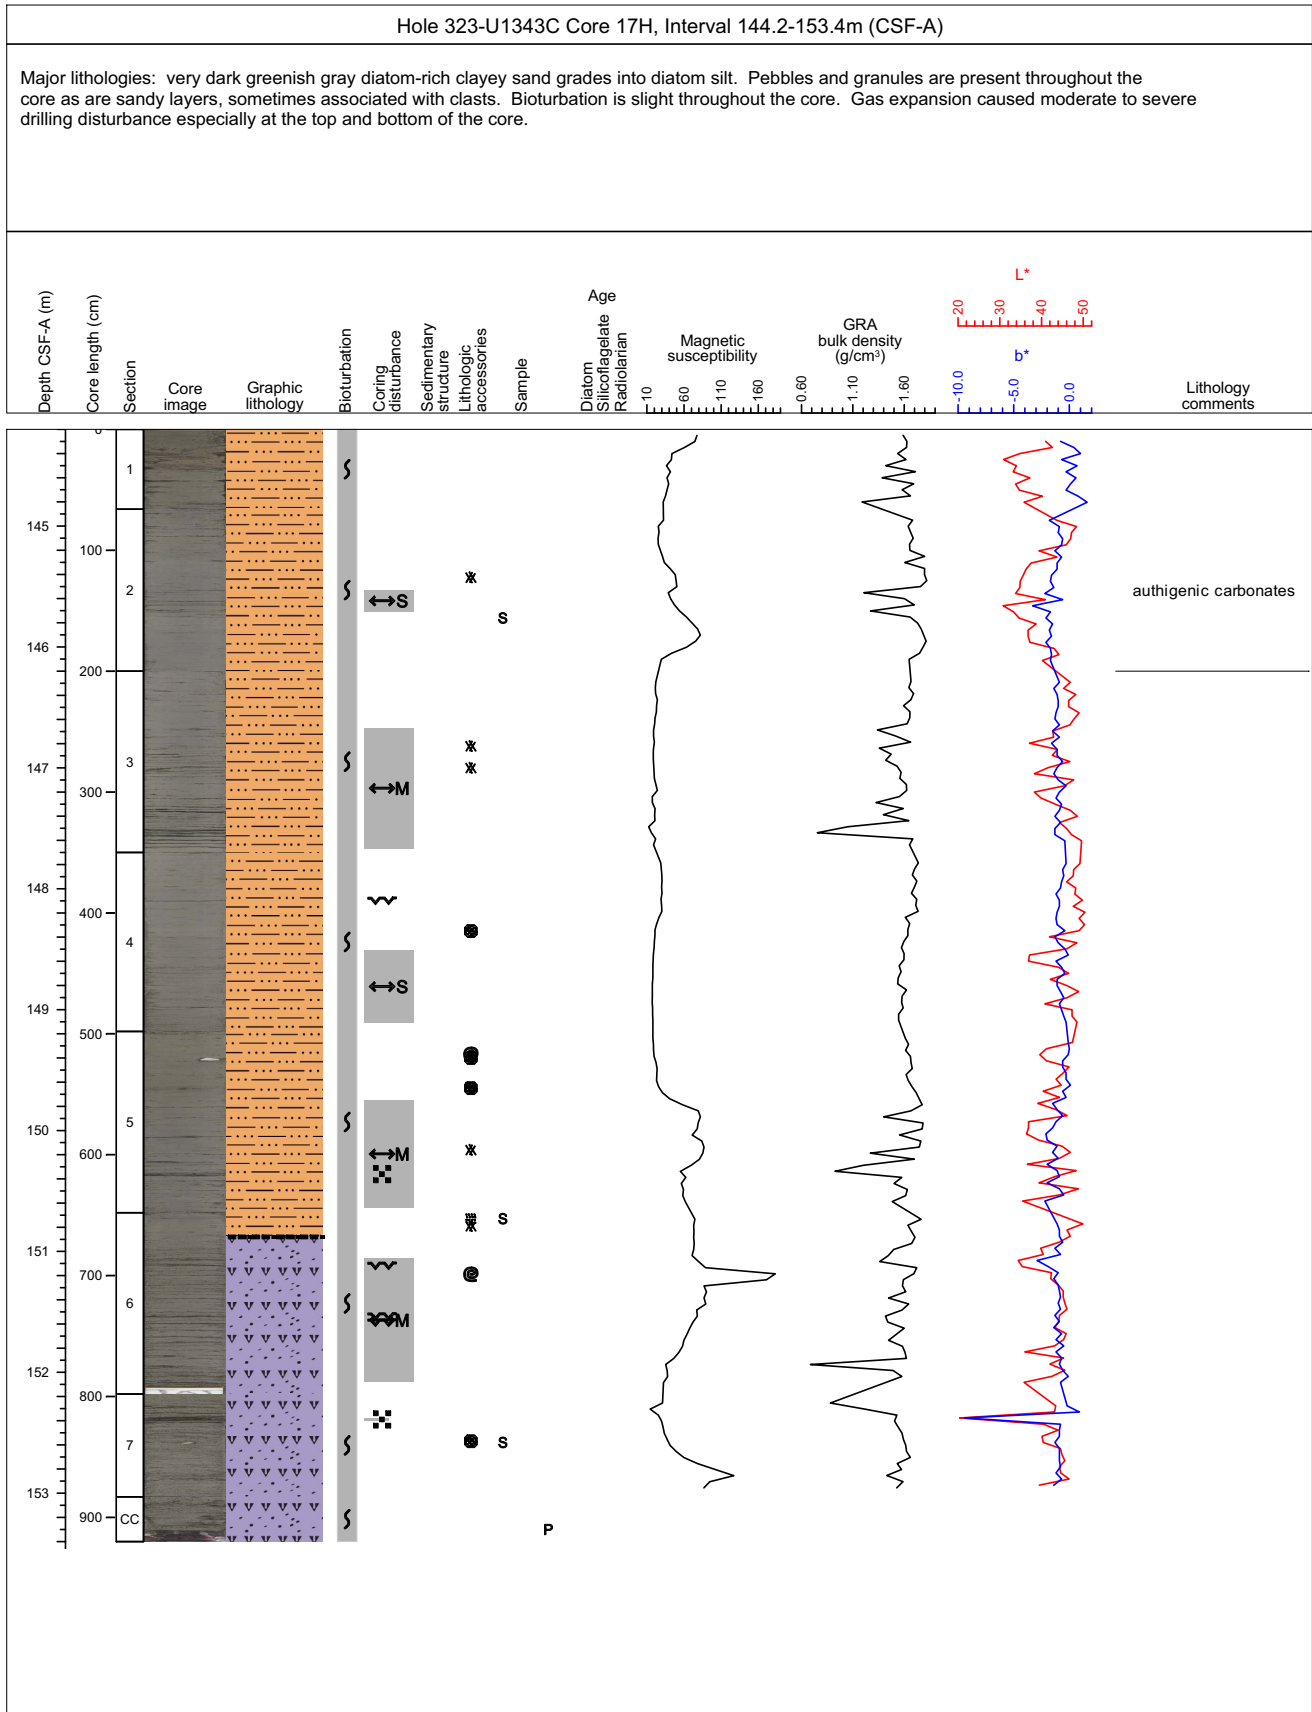 Hole 323-U1343C Core 17H, Interval 144.2-153.4m (CSF-A)
Major lithologies: very dark greenish gray diatom-rich clayey sand grades into diatom silt. Pebbles and granules are present throughout the
core as are sandy layers, sometimes associated with clasts. Bioturbation is slight throughout the core. Gas expansion caused moderate to severe
drilling disturbance especially at the top and bottom of the core.
Depth CSF-A (m)
Core length (cm)
Section
Core
image
Graphic
lithology
Bioturbation
Coring
disturbance
Sedimentary
structure
Lithologic
accessories
Sample
Age
Diatom
Silicoflagelate
Radiolarian
Magnetic
susceptibility
10 60 110 160
GRA
bulk density
(g/cm³)
0.60 1.10 1.60
L*
20 30 40 50
b*
-10.0 -5.0 0.0
Lithology
comments
0
1
145
100
2
S
S
authigenic carbonates
146
200
3
147
300
M
148
400
4
S
149
500
5
150
600
M
S
151
700
6
M
152
800
7
S
153
900
CC
P